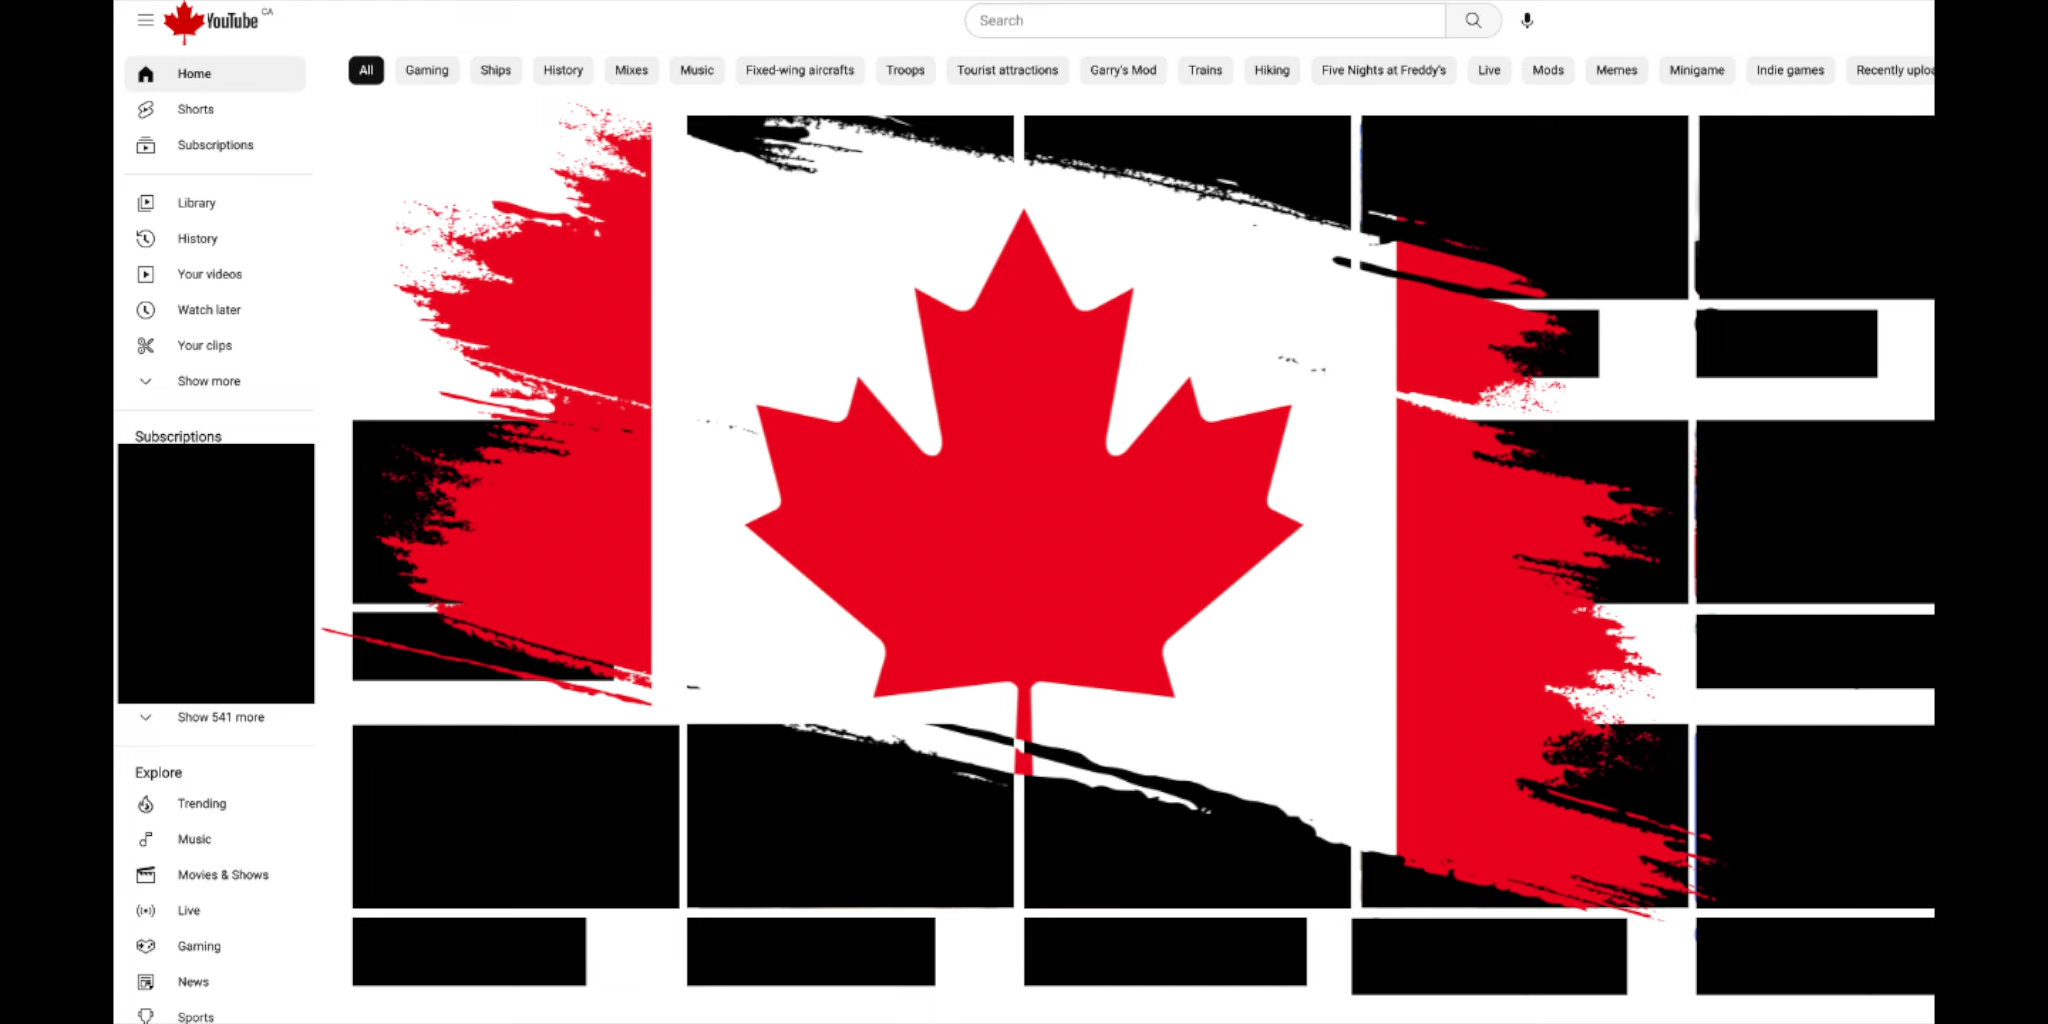 YouTube CA
Search
Home
Shorts
Subscriptions
Library
History
Your videos
Watch later
Your clips
Show more
Subscriptions
Show 541 more
Explore
Trending
Music
Movies & Shows
Live
Gaming
News
Sports
All Gaming Ships History Mixes Music Fixed-wing aircrafts Troops Tourist attractions Garry's Mod Trains Hiking Five Nights at Freddy's Live Mods Memes Minigame Indie games Recently uploa